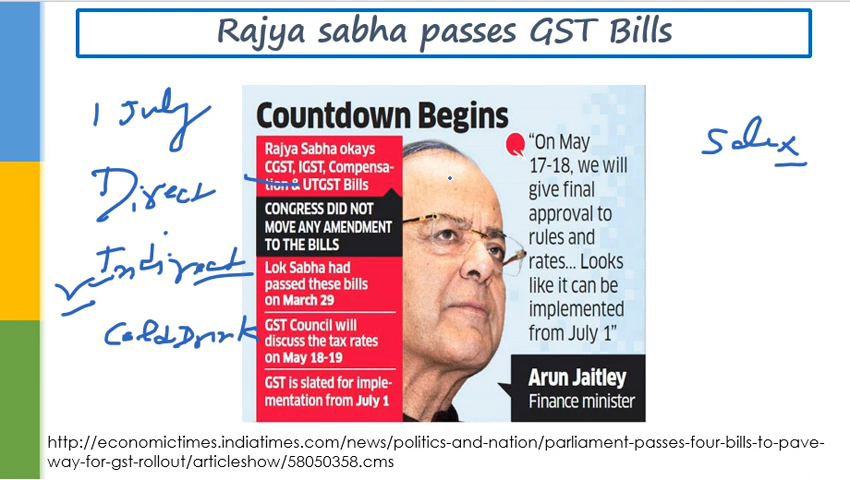 Rajya sabha passes GST Bills
1 July
Direct
Indirect
Cold Drink
Countdown Begins
Rajya Sabha okays
CGST, IGST, Compensa-
tion & UTGST Bills
CONGRESS DID NOT
MOVE ANY AMENDMENT
TO THE BILLS
Lok Sabha had
passed these bills
on March 29
GST Council will
discuss the tax rates
on May 18-19
GST is slated for imple-
mentation from July 1
“On May
17-18, we will
give final
approval to
rules and
rates... Looks
like it can be
implemented
from July 1”
Arun Jaitley
Finance minister
http://economictimes.indiatimes.com/news/politics-and-nation/parliament-passes-four-bills-to-pave-
way-for-gst-rollout/articleshow/58050358.cms